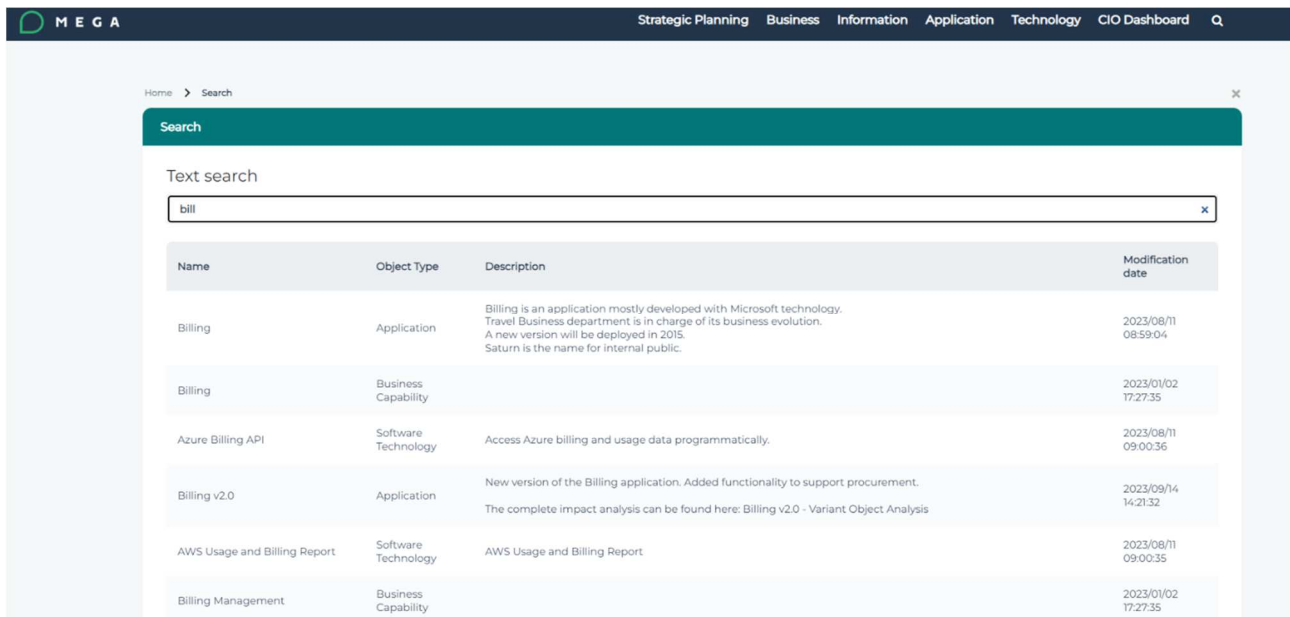 MEGA
Strategic Planning Business Information Application Technology CIO Dashboard
Home > Search
×
Search
Text search
bill ×
Name Object Type Description Modification
date
Billing Application Billing is an application mostly developed with Microsoft technology.
Travel Business department is in charge of its business evolution.
A new version will be deployed in 2015.
Saturn is the name for internal public.
2023/08/11
08:59:04
Billing Business
Capability
2023/01/02
17:27:35
Azure Billing API Software
Technology
Access Azure billing and usage data programmatically.
2023/08/11
09:00:36
Billing v2.0 Application New version of the Billing application. Added functionality to support procurement.
The complete impact analysis can be found here: Billing v2.0 - Variant Object Analysis
2023/09/14
14:21:32
AWS Usage and Billing Report Software
Technology
AWS Usage and Billing Report
2023/08/11
09:00:35
Billing Management Business
Capability
2023/01/02
17:27:35